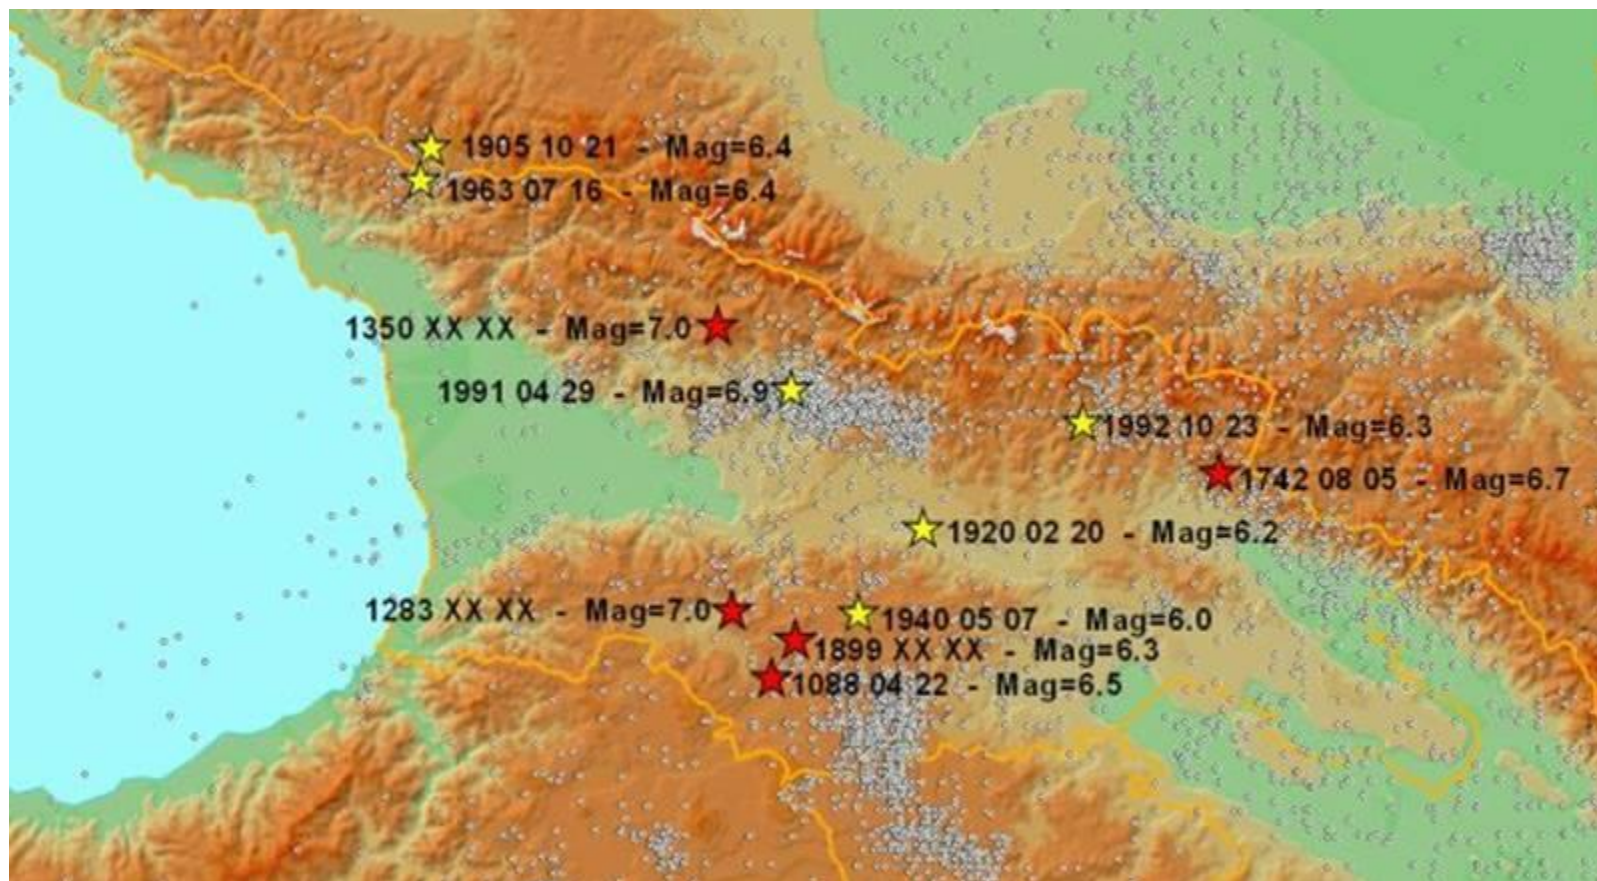 1905 10 21 - Mag=6.4
1963 07 16 - Mag=6.4
1350 XX XX - Mag=7.0
1991 04 29 - Mag=6.9
1992 10 23 - Mag=6.3
1742 08 05 - Mag=6.7
1920 02 20 - Mag=6.2
1283 XX XX - Mag=7.0
1940 05 07 - Mag=6.0
1899 XX XX - Mag=6.3
1088 04 22 - Mag=6.5